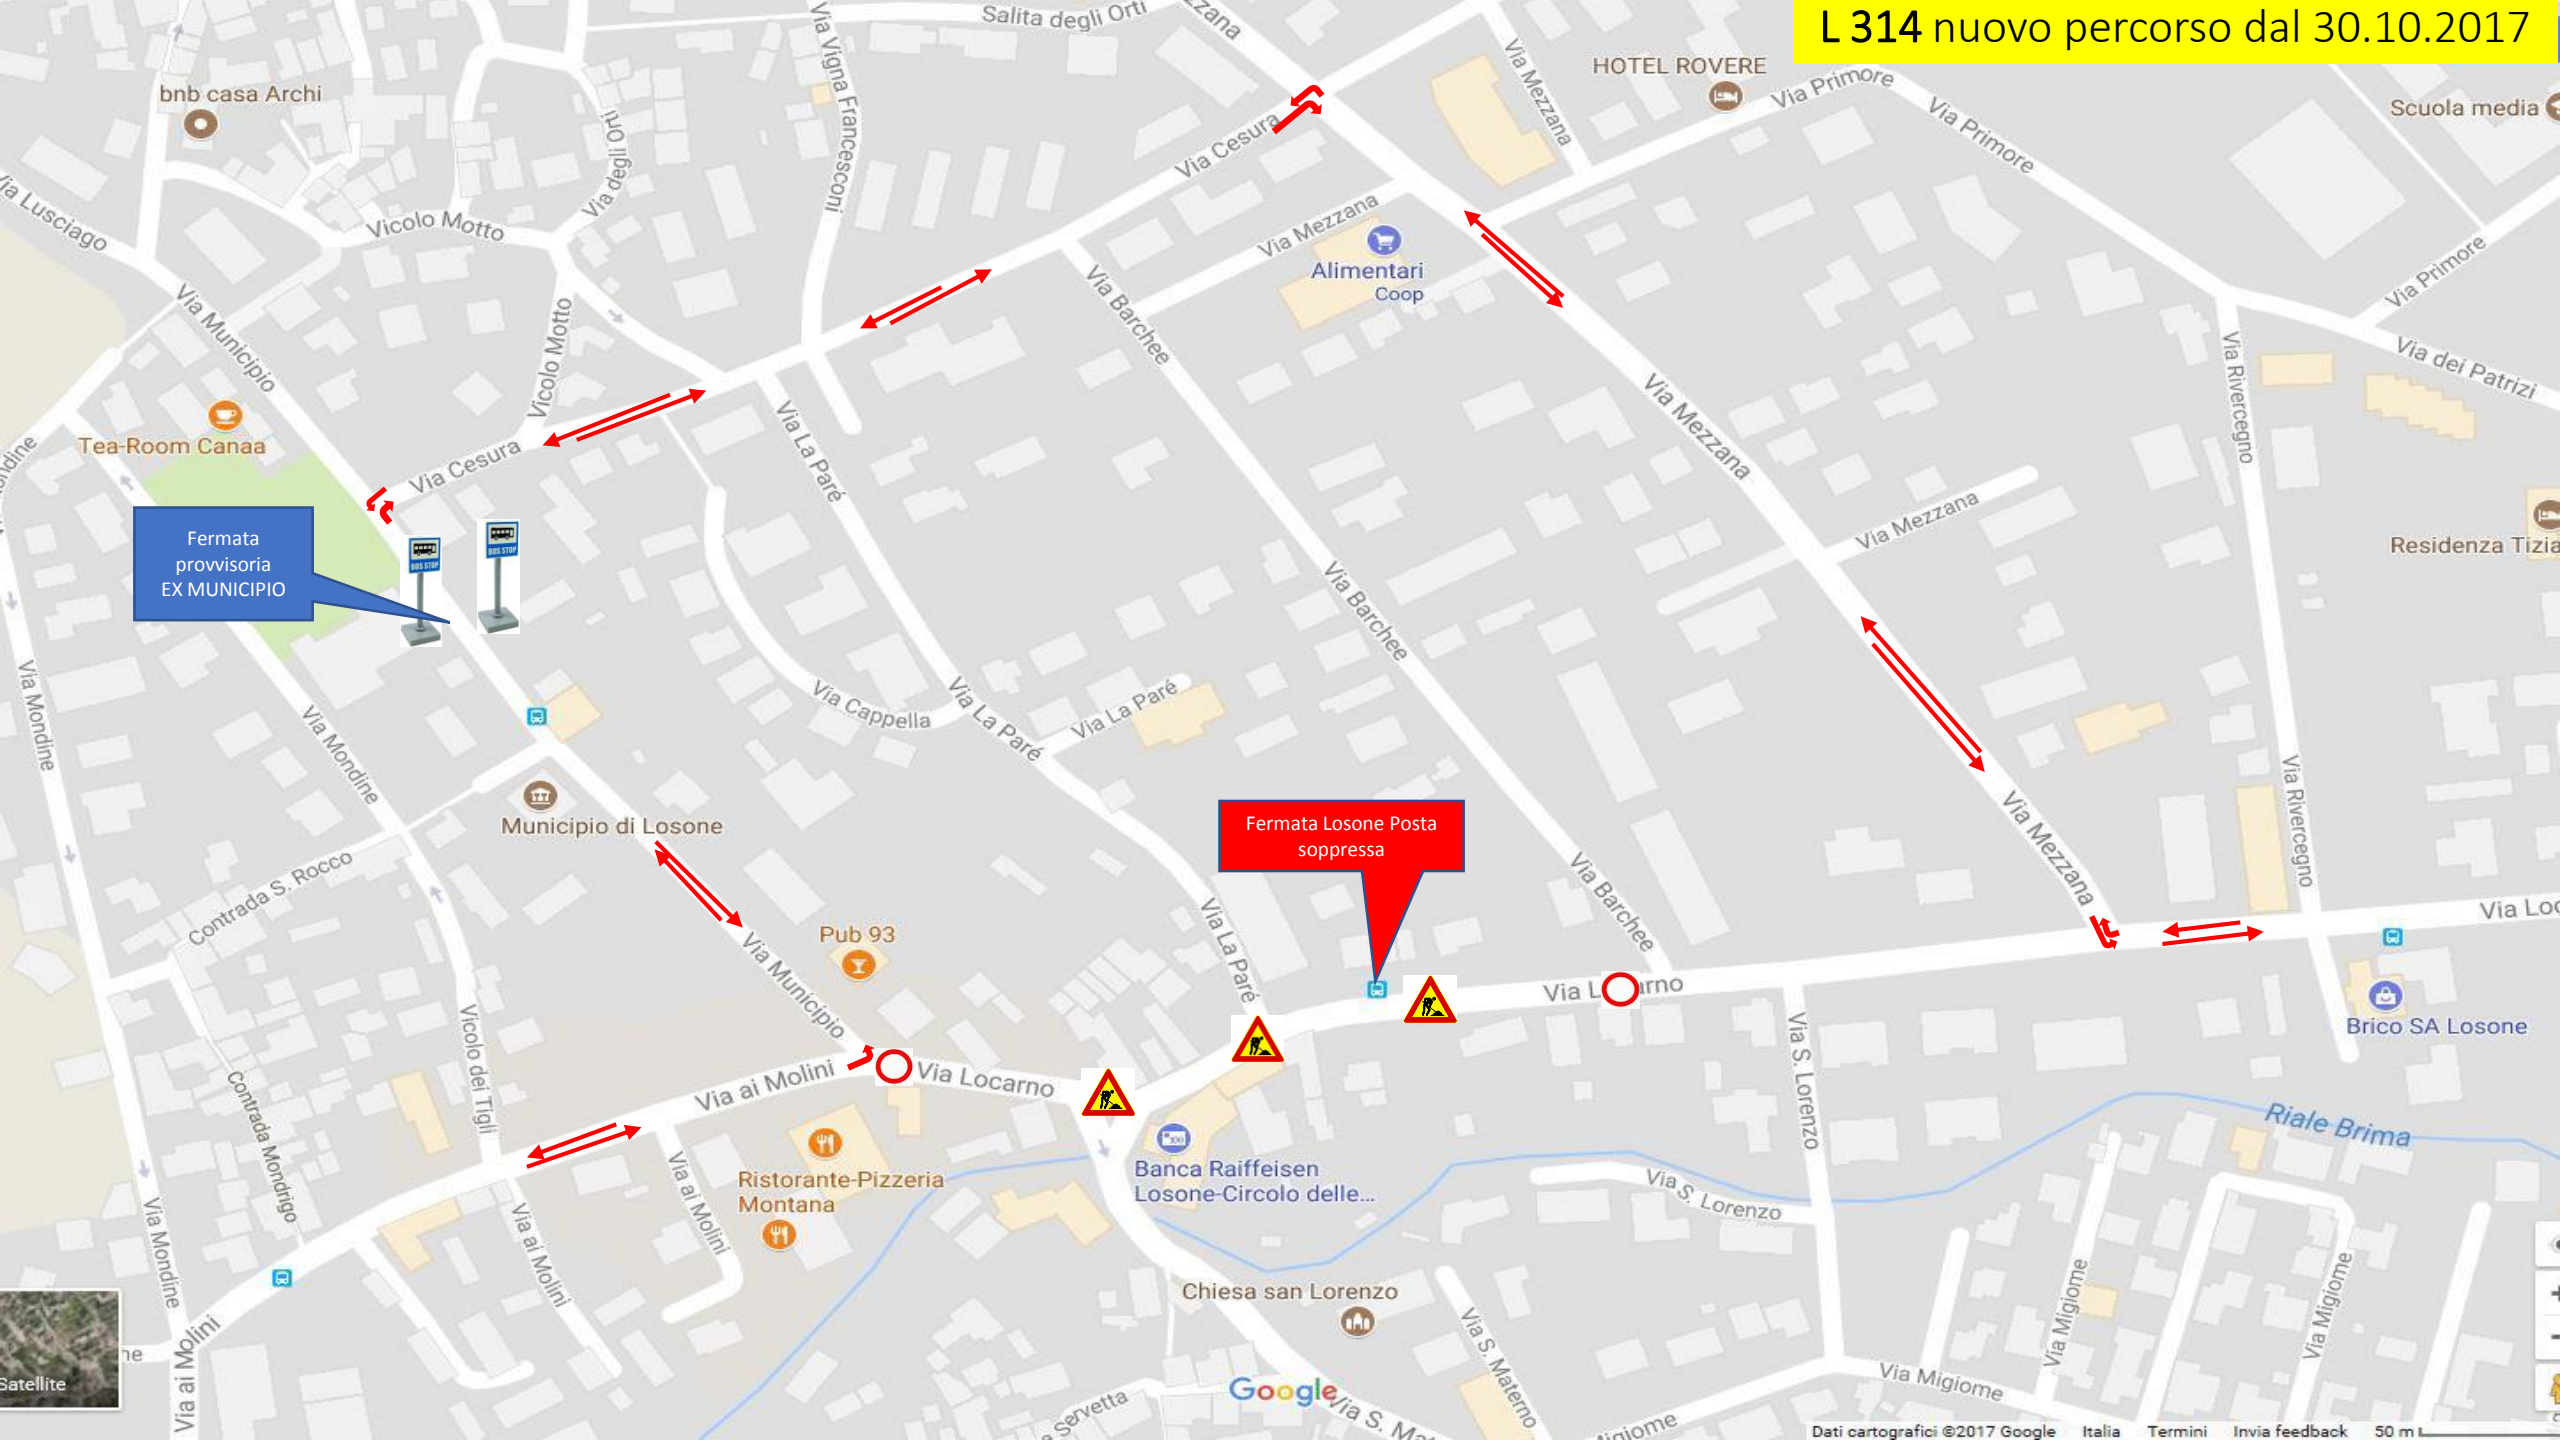 L 314 nuovo percorso dal 30.10.2017
Salita degli Orti
Via Vigna Francesconi
Via Mezzana
HOTEL ROVERE
Via Primore
Via Primore
Scuola media
bnb casa Archi
Via degli Orti
Via Cesura
Vicolo Motto
Via Mezzana
Alimentari
Coop
Via Primore
Via Municipio
Vicolo Motto
Via Barchee
Via Rivercegno
Via dei Patrizi
Tea-Room Canaa
Via Cesura
Via La Paré
Via Mezzana
Fermata
provvisoria
EX MUNICIPIO
BUS STOP
BUS STOP
Via Mezzana
Residenza
Via Barchee
Via Mondine
Via Mondine
Via Cappella
Via La Paré
Via La Paré
Municipio di Losone
Fermata Losone Posta
soppressa
Via Mezzana
Via Rivercegno
Contrada S. Rocco
Via Barchee
Pub 93
Via Municipio
Via La Paré
Brico SA Losone
Vicolo dei Tigli
Via ai Molini
Via Locarno
Via S. Lorenzo
Contrada Mondrigo
Riale Brima
Banca Raiffeisen
Losone-Circolo delle...
Ristorante-Pizzeria
Montana
Via ai Molini
Via ai Molini
Via S. Lorenzo
Via Mondine
Chiesa san Lorenzo
Via S. Materno
Via Migiome
Via Migiome
Via ai Molini
Satellite
Google
Via Migiome
Dati cartografici ©2017 Google Italia Termini Invia feedback 50 m